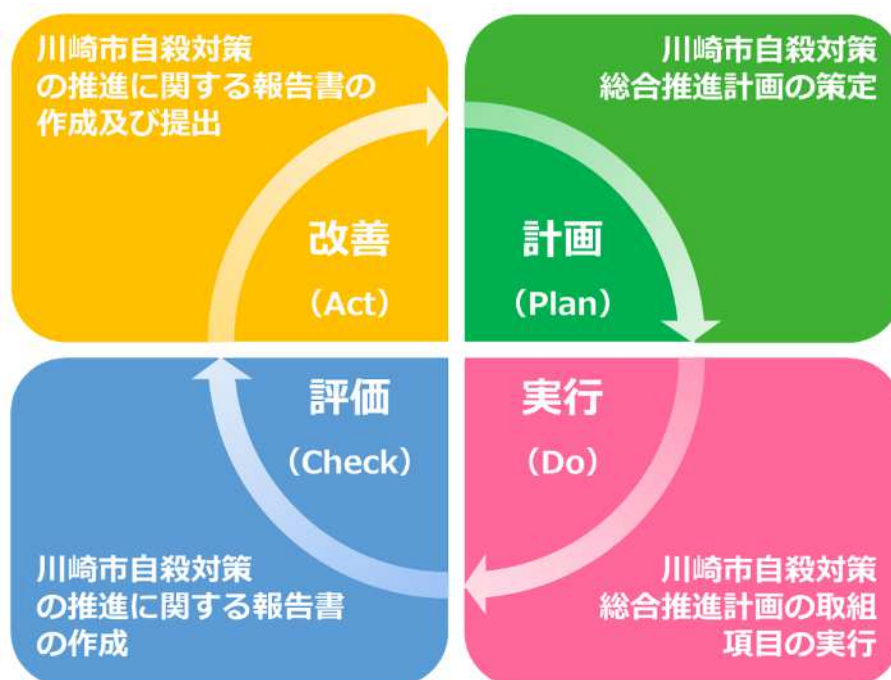 川崎市自殺対策
の推進に関する報告書の
作成及び提出
川崎市自殺対策
総合推進計画の策定
改善
（Act）
計画
（Plan）
評価
（Check）
実行
（Do）
川崎市自殺対策
の推進に関する報告書
の作成
川崎市自殺対策
総合推進計画の取組
項目の実行